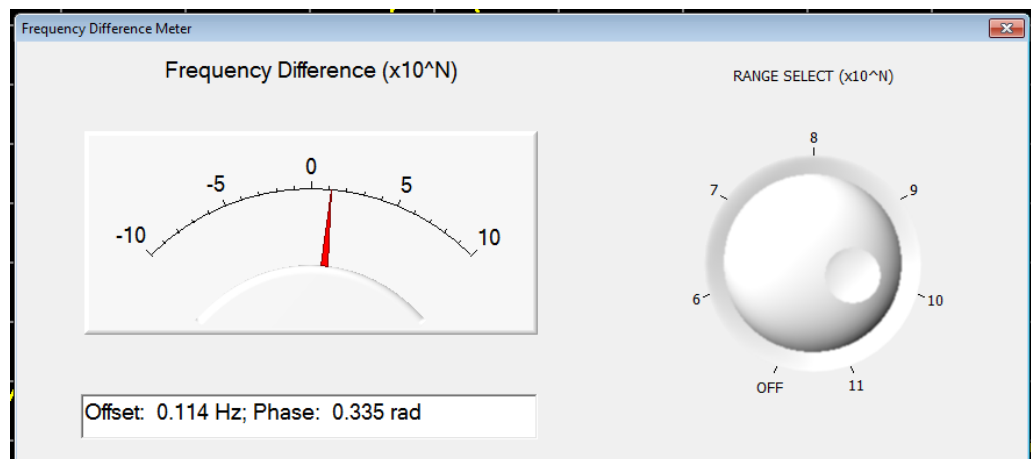 Frequency Difference Meter
Frequency Difference (x10^N)
RANGE SELECT (x10^N)
-10
-5
0
5
10
6
7
8
9
10
11
OFF
Offset:  0.114 Hz; Phase:  0.335 rad